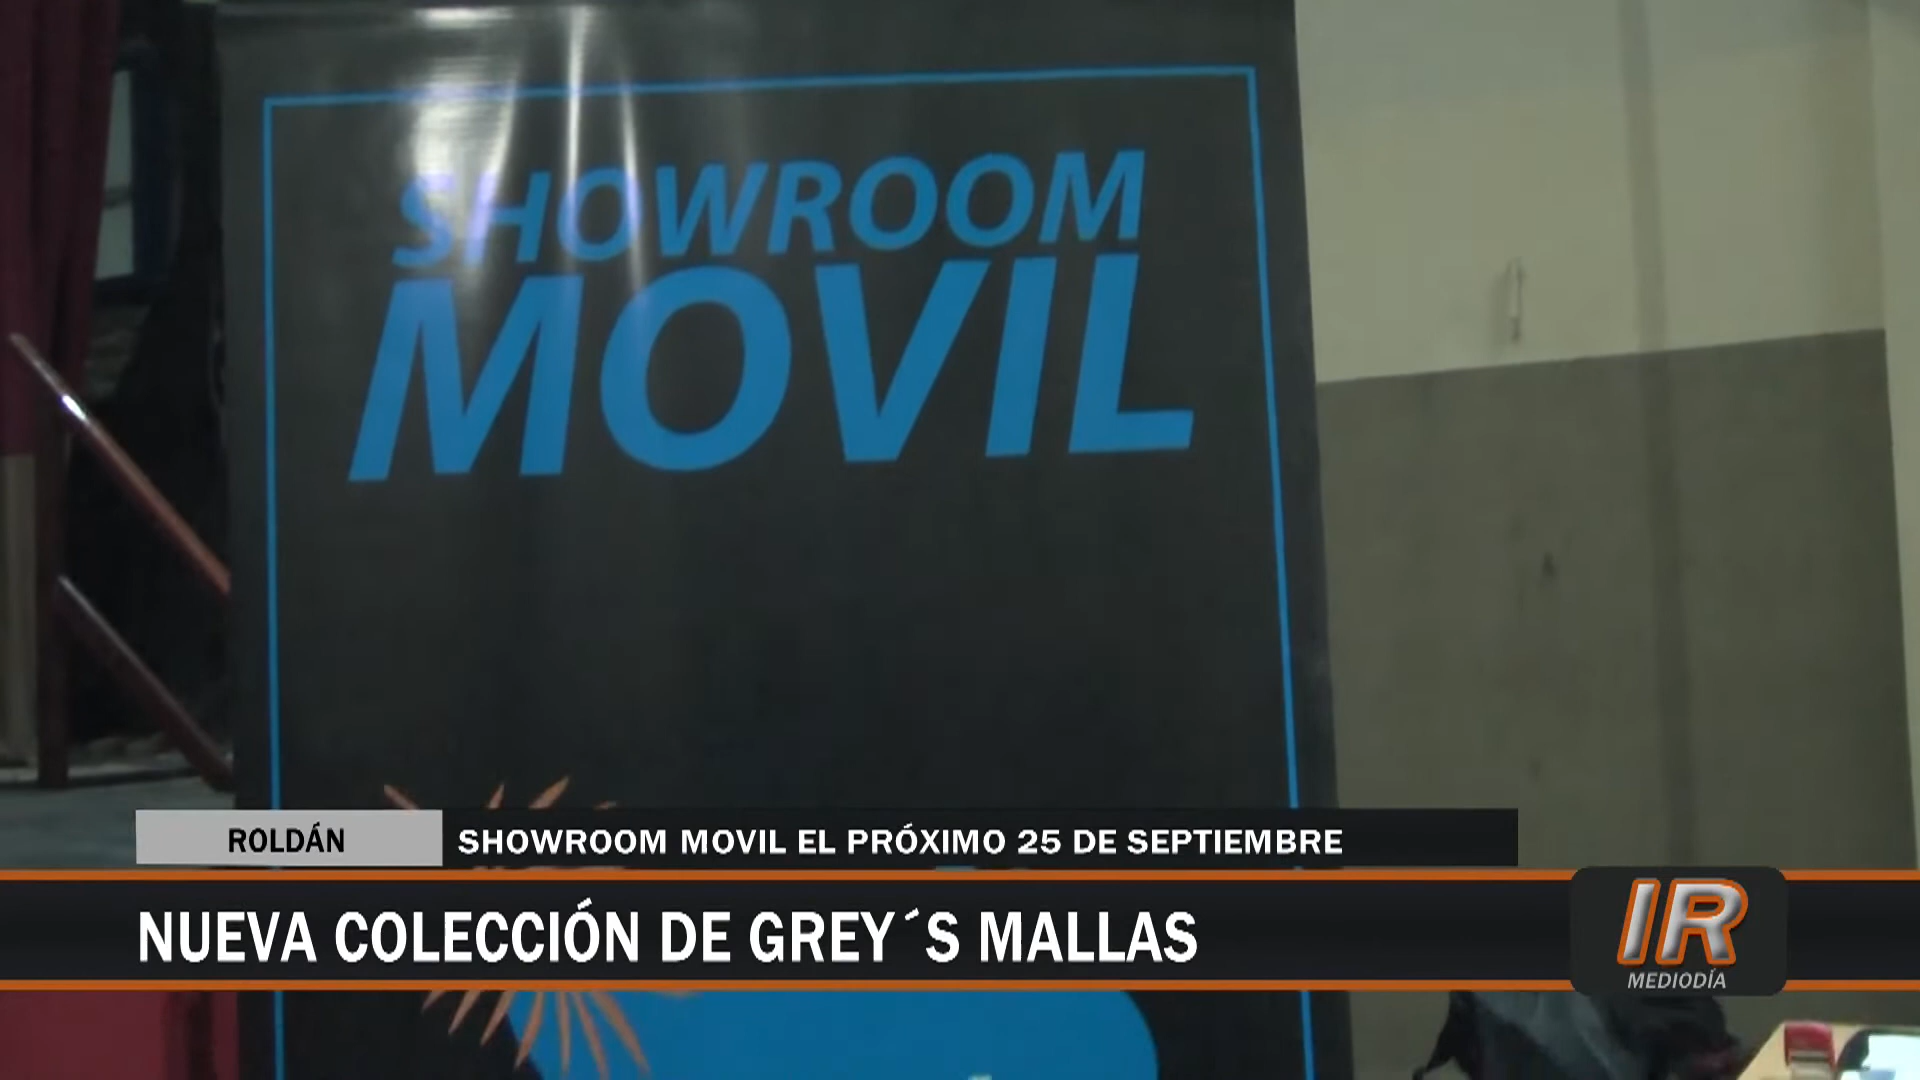 SHOWROOM
MOVIL
ROLDÁN
SHOWROOM MOVIL EL PRÓXIMO 25 DE SEPTIEMBRE
NUEVA COLECCIÓN DE GREY´S MALLAS
IR
MEDIODÍA